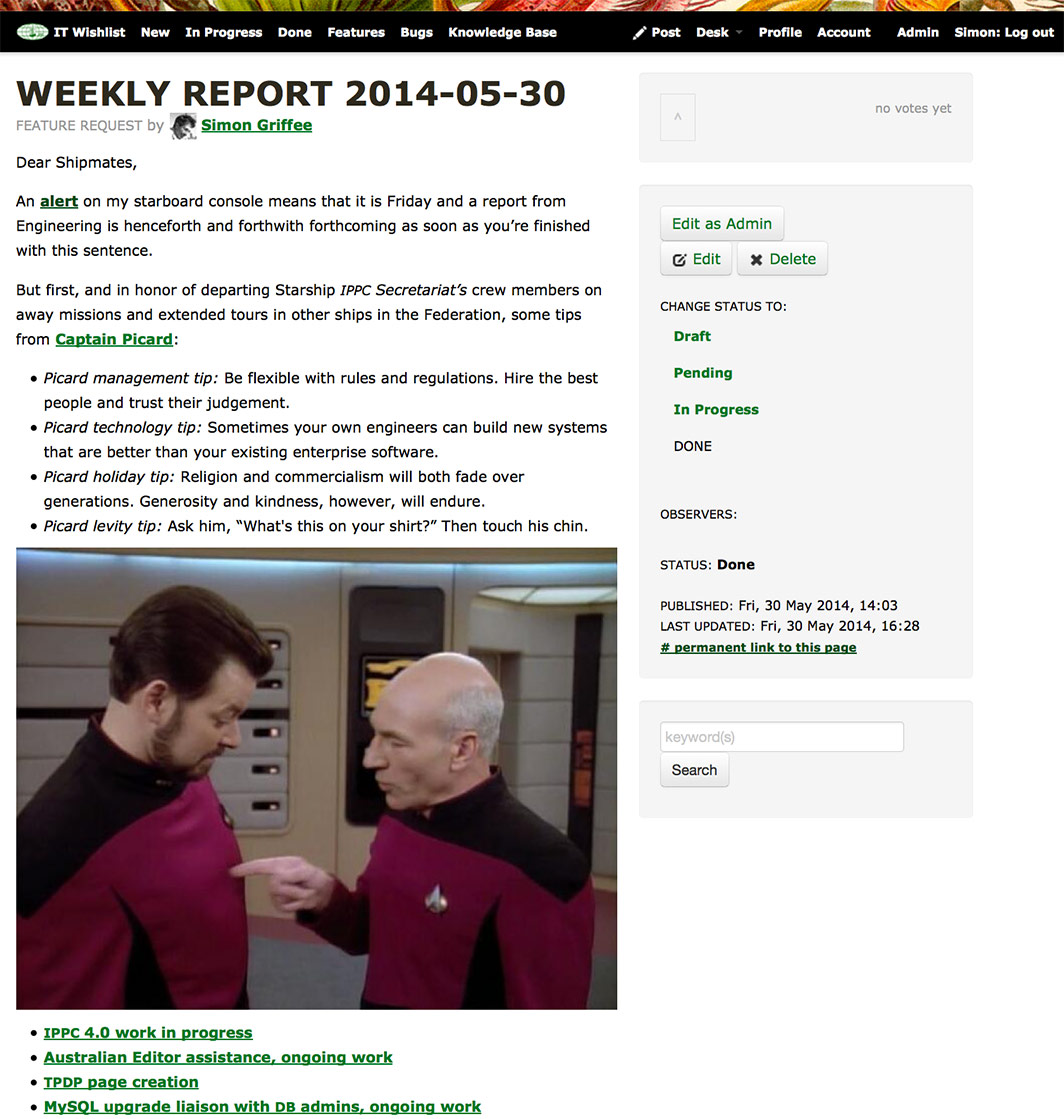 IT Wishlist New In Progress Done Features Bugs Knowledge Base Post Desk Profile Account Admin Simon: Log out
WEEKLY REPORT 2014-05-30
FEATURE REQUEST by Simon Griffee
Dear Shipmates,
An alert on my starboard console means that it is Friday and a report from
Engineering is henceforth and forthwith forthcoming as soon as you’re finished
with this sentence.
But first, and in honor of departing Starship IPPC Secretariat’s crew members on
away missions and extended tours in other ships in the Federation, some tips
from Captain Picard:
• Picard management tip: Be flexible with rules and regulations. Hire the best
people and trust their judgement.
• Picard technology tip: Sometimes your own engineers can build new systems
that are better than your existing enterprise software.
• Picard holiday tip: Religion and commercialism will both fade over
generations. Generosity and kindness, however, will endure.
• Picard levity tip: Ask him, “What's this on your shirt?” Then touch his chin.
• IPPC 4.0 work in progress
• Australian Editor assistance, ongoing work
• TPDP page creation
• MySQL upgrade liaison with DB admins, ongoing work
^
no votes yet
Edit as Admin
Edit Delete
CHANGE STATUS TO:
Draft
Pending
In Progress
DONE
OBSERVERS:
STATUS: Done
PUBLISHED: Fri, 30 May 2014, 14:03
LAST UPDATED: Fri, 30 May 2014, 16:28
# permanent link to this page
keyword(s)
Search